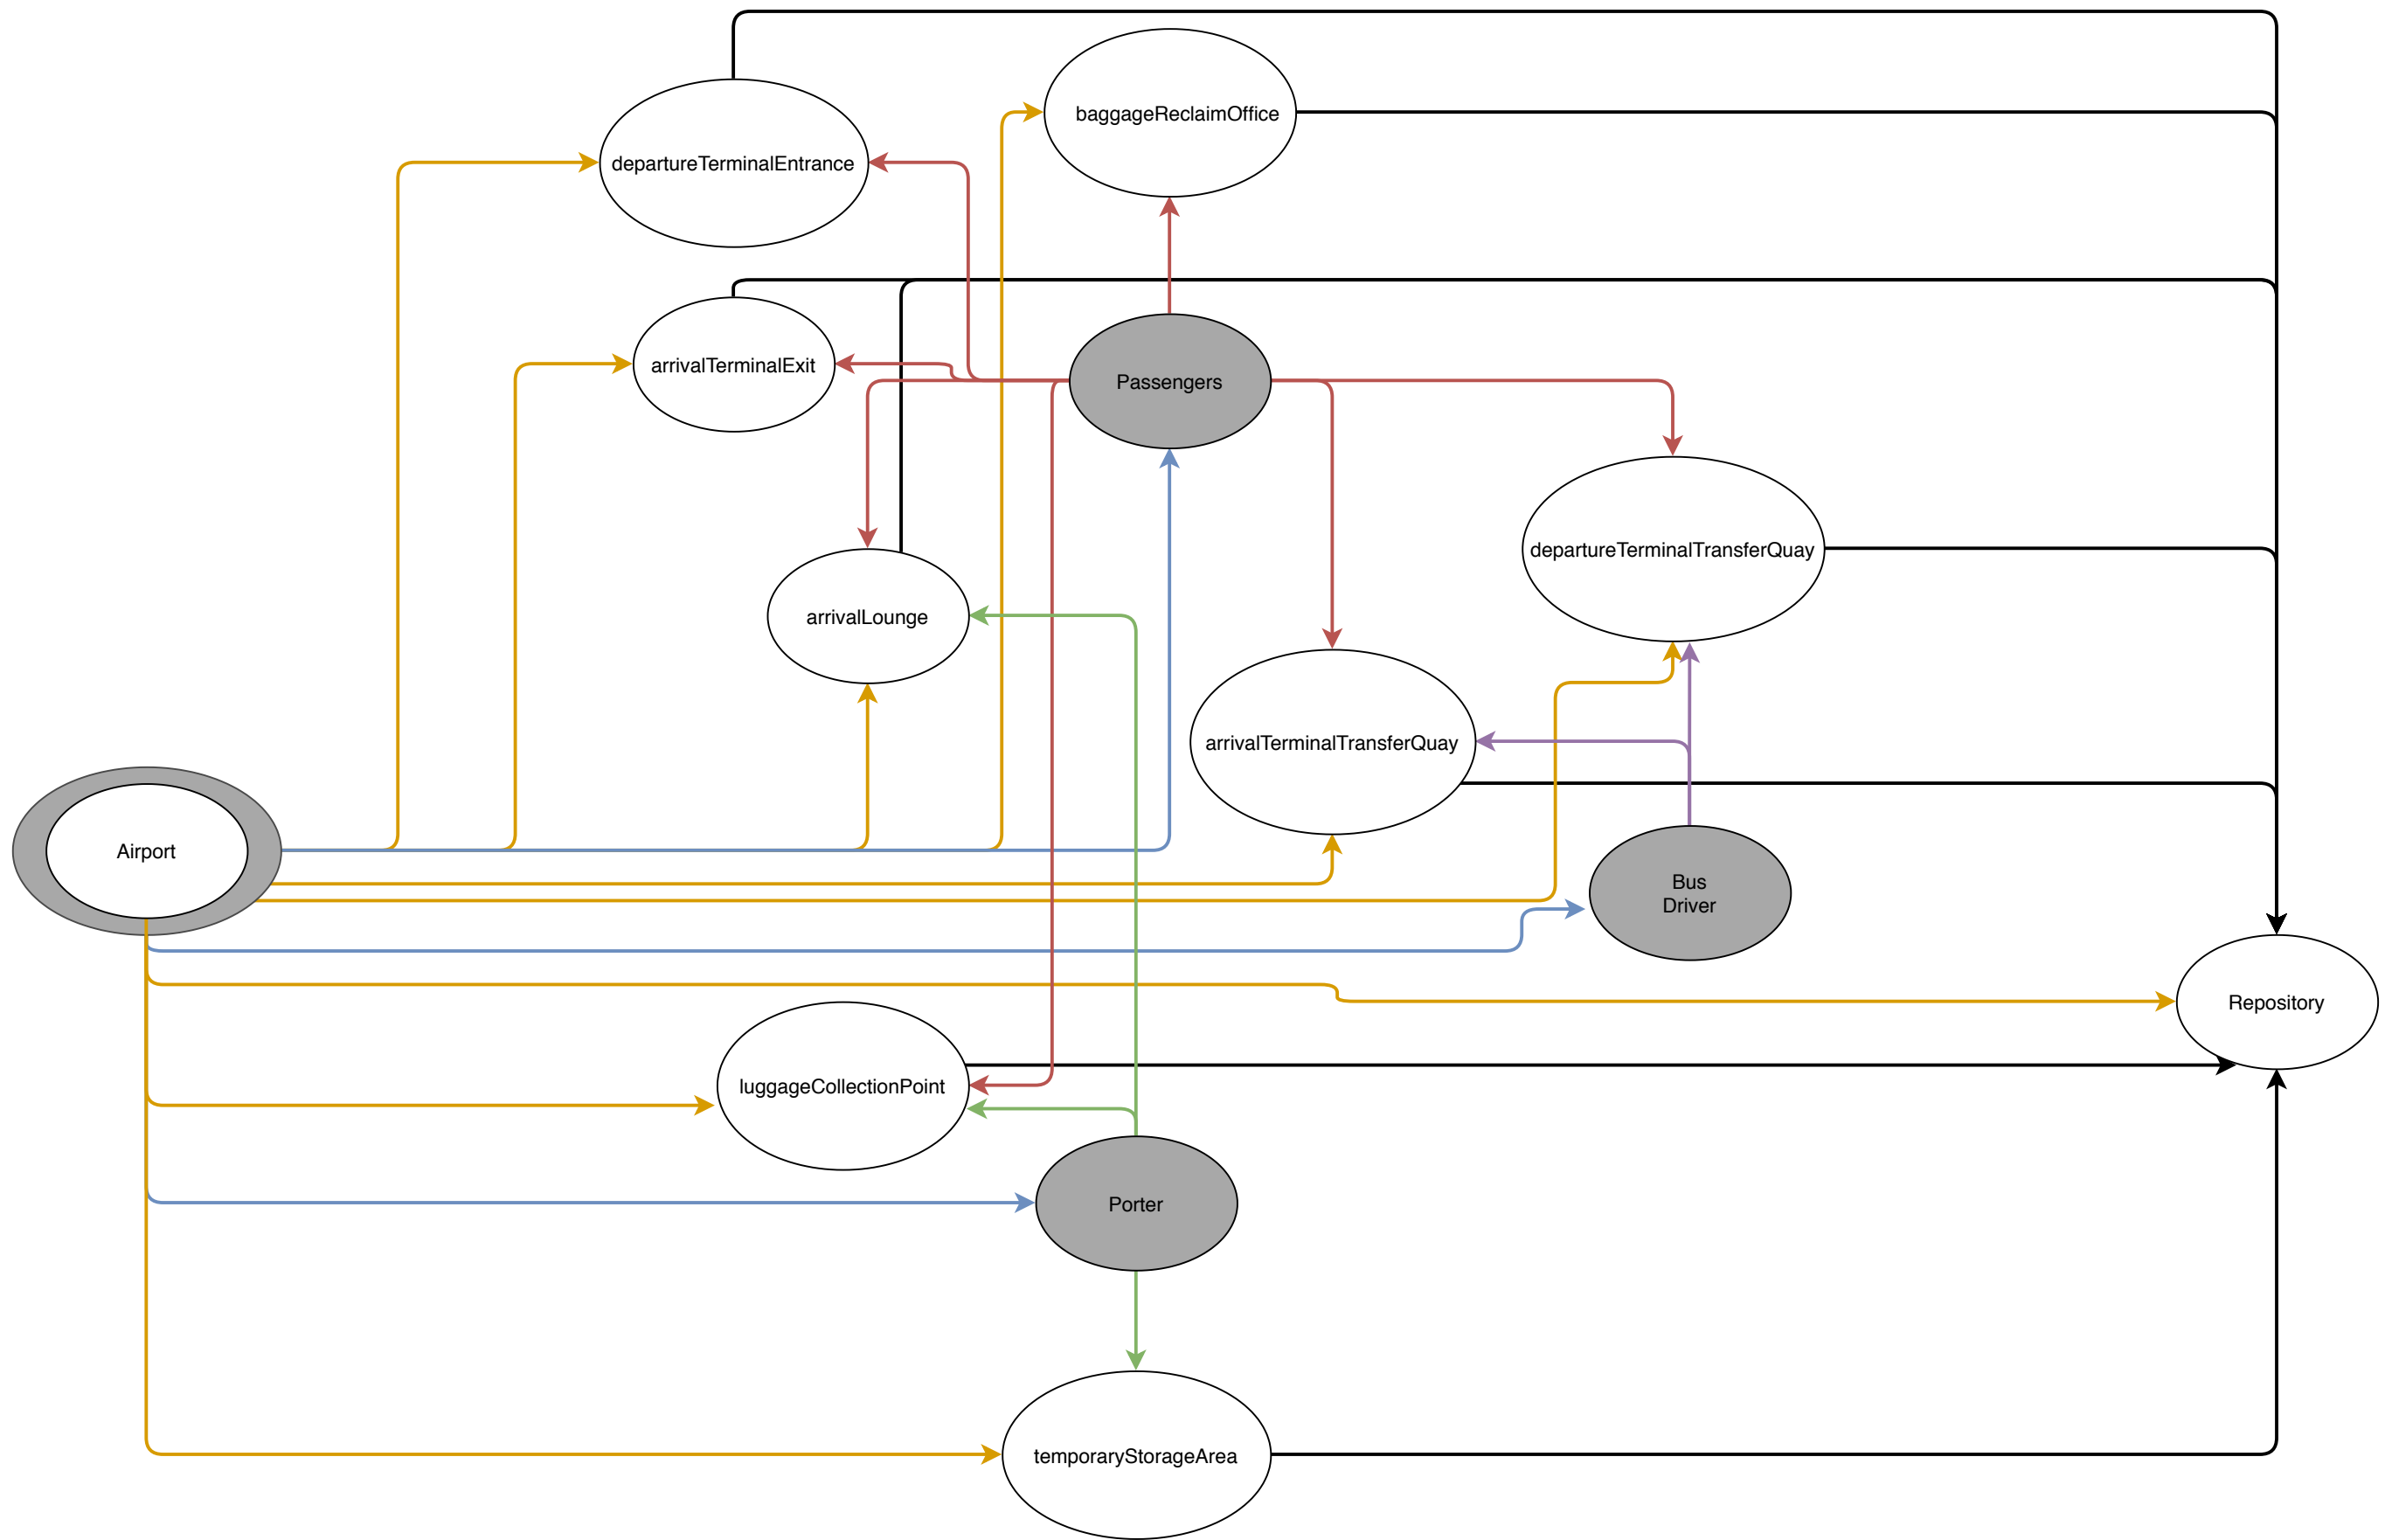 baggageReclaimOffice
departureTerminalEntrance
arrivalTerminalExit
Passengers
departureTerminalTransferQuay
arrivalLounge
arrivalTerminalTransferQuay
Airport
Bus
Driver
Repository
luggageCollectionPoint
Porter
temporaryStorageArea